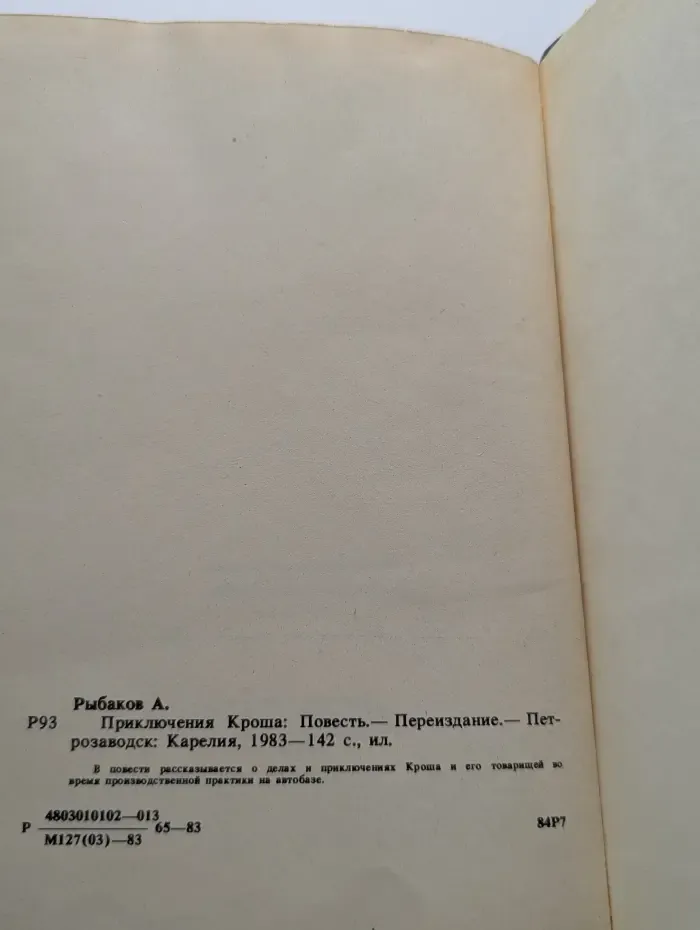 Рыбаков А.
Р93 Приключения Кроша: Повесть.— Переиздание.— Пет-
розаводск: Карелия, 1983—142 с., ил.
В повести рассказывается о делах и приключениях Кроша и его товарищей во
время производственной практики на автобазе.
4803010102—013
Р 65—83 84Р7
М127(03)—83